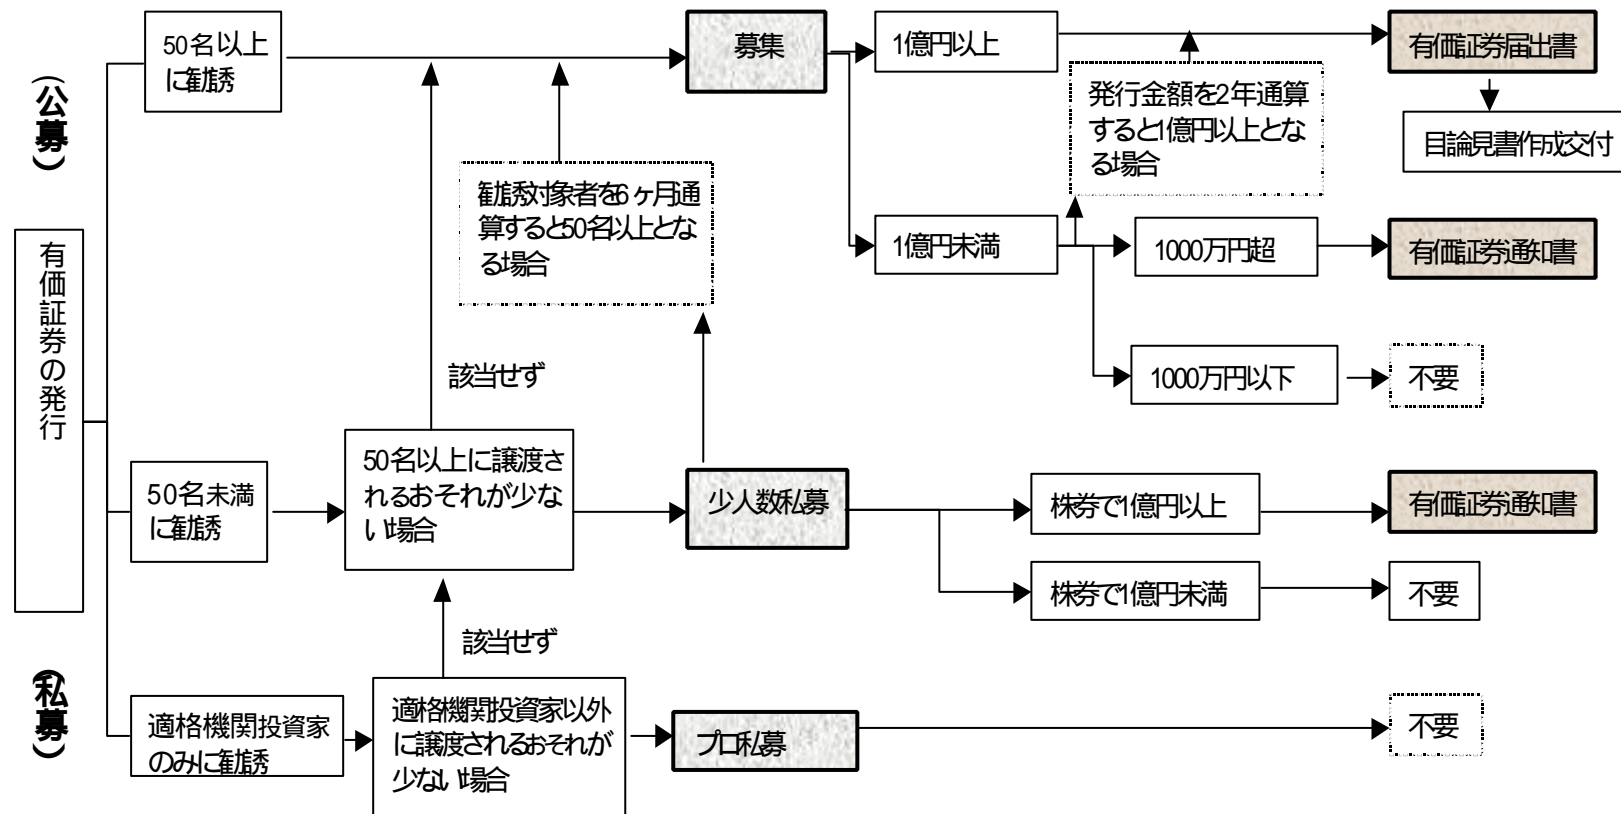 (公募)
50名以上
に勧誘
募集
1億円以上
有価証券届出書
目論見書作成交付
発行金額を2年通算
すると1億円以上とな
る場合
勧誘対象者を6ヶ月通
算すると50名以上とな
る場合
1億円未満
1000万円超
有価証券通知書
1000万円以下
不要
有価証券の発行
該当せず
50名未満
に勧誘
50名以上に譲渡さ
れるおそれが少な
い場合
少人数私募
株券で1億円以上
有価証券通知書
株券で1億円未満
不要
該当せず
(私募)
適格機関投資家
のみに勧誘
適格機関投資家以外
に譲渡されるおそれが
少ない場合
プロ私募
不要